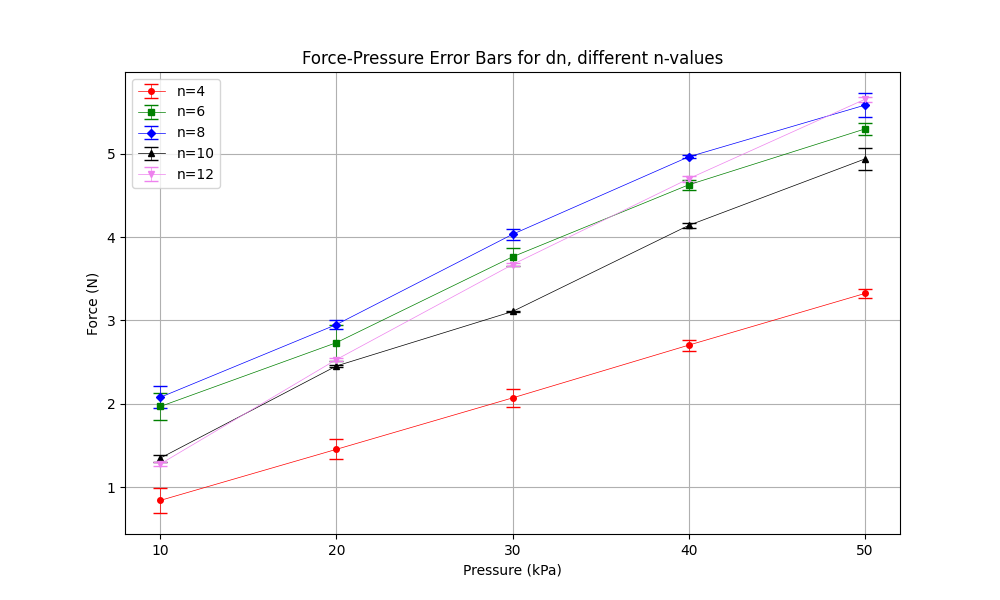 Force-Pressure Error Bars for dn, different n-values
n=4
n=6
n=8
n=10
n=12
5
4
3
2
1
Force (N)
10 20 30 40 50
Pressure (kPa)